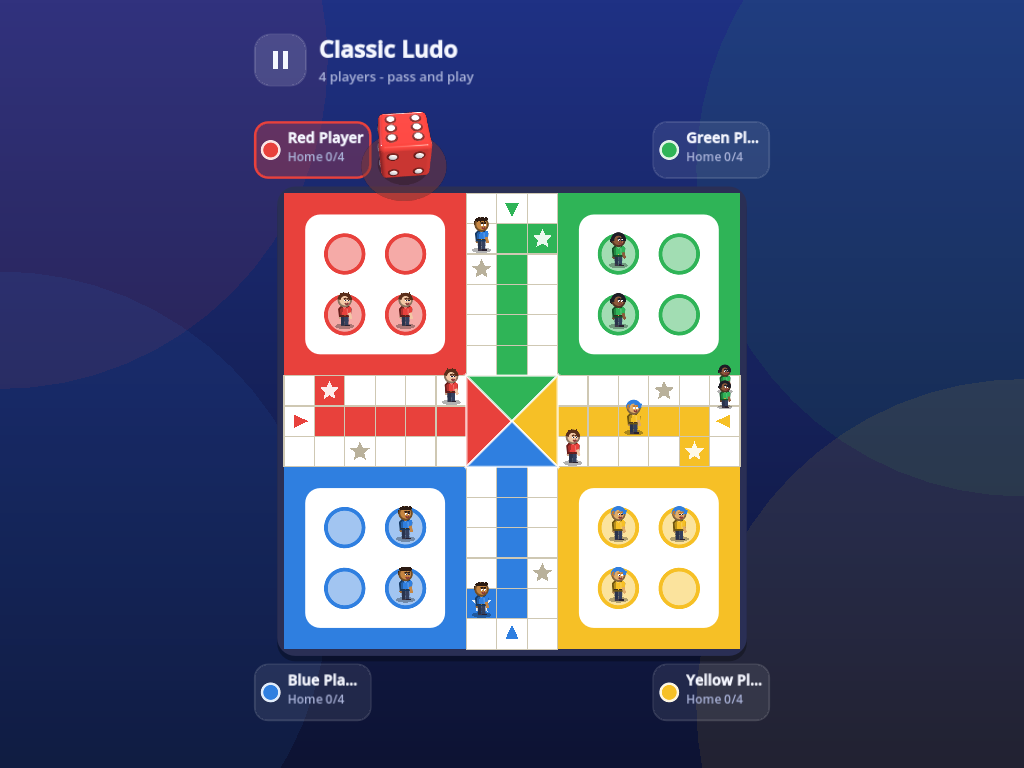 Classic Ludo
4 players - pass and play
Red Player
Home 0/4
Green Pl...
Home 0/4
Blue Pla...
Home 0/4
Yellow Pl...
Home 0/4